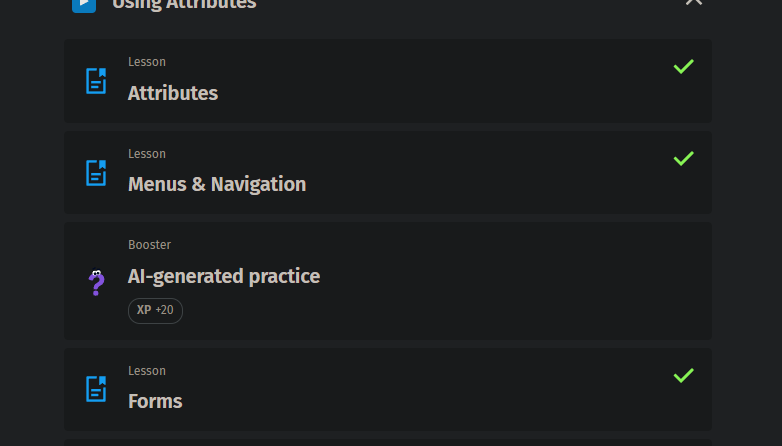 Using Attributes
Lesson
Attributes
Lesson
Menus & Navigation
Booster
AI-generated practice
XP +20
Lesson
Forms